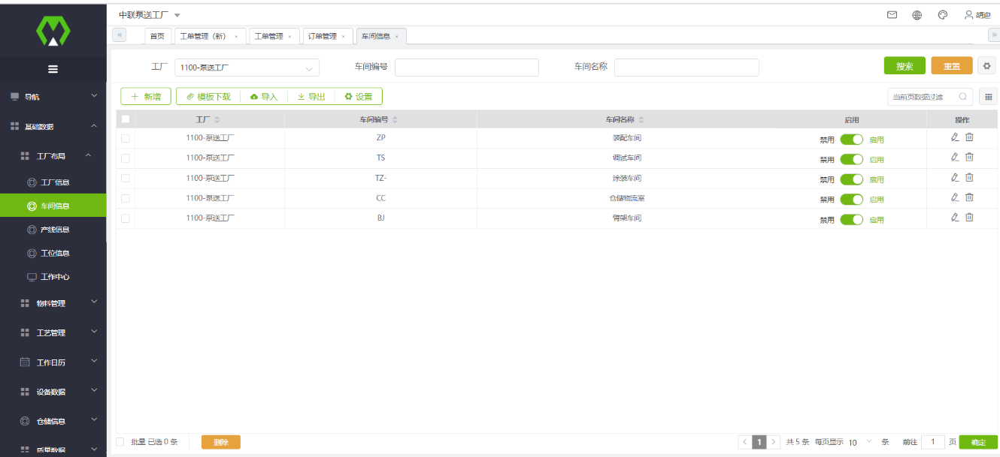 中联泵送工厂
胡迎
首页 工单管理（新） 工单管理 订单管理 车间信息
工厂 1100-泵送工厂 车间编号 车间名称 搜索 重置
新增 模板下载 导入 导出 设置 当前页数据过滤
工厂 车间编号 车间名称 启用 操作
1100-泵送工厂 ZP 装配车间 禁用 启用
1100-泵送工厂 TS 调试车间 禁用 启用
1100-泵送工厂 TZ- 涂装车间 禁用 启用
1100-泵送工厂 CC 仓储物流室 禁用 启用
1100-泵送工厂 BJ 臂架车间 禁用 启用
批量 已选 0 条 删除 1 共 5 条 每页显示 10 条 前往 1 页 确定
导航
基础数据
工厂布局
工厂信息
车间信息
产线信息
工位信息
工作中心
物料管理
工艺管理
工作日历
设备数据
仓储信息
质量数据